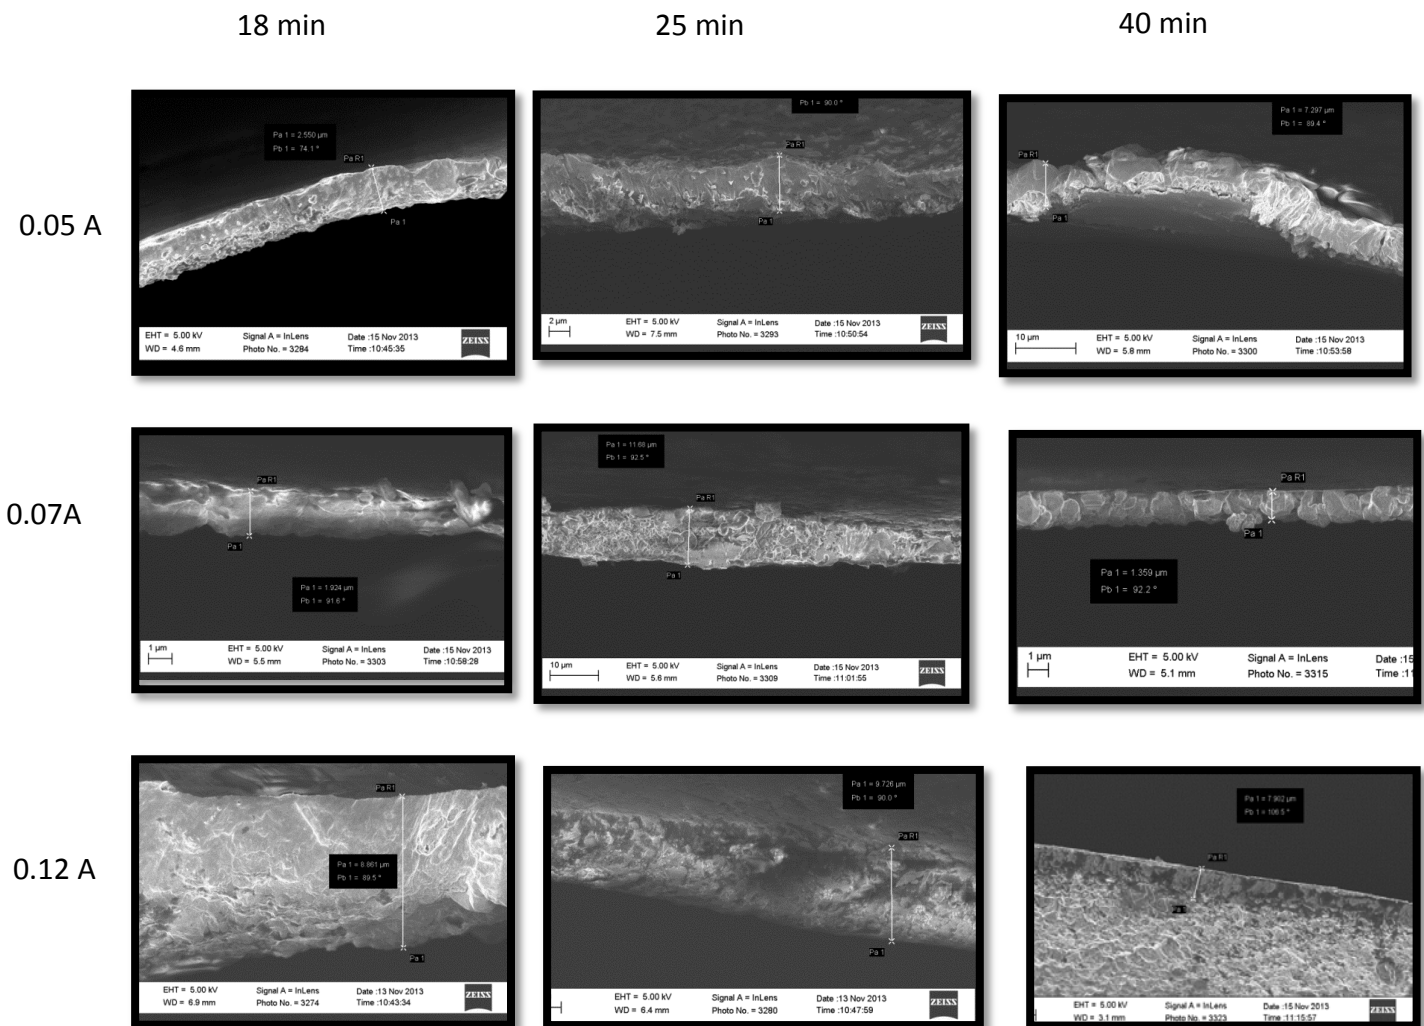 18 min
25 min
40 min
0.05 A
Pa 1 = 2.550 µm
Pb 1 = 74.1 °
Pa R1
Pa 1
EHT = 5.00 kV Signal A = InLens Date :15 Nov 2013
WD = 4.6 mm Photo No. = 3284 Time :10:45:35
ZEISS
Pb 1 = 90.0 °
Pa R1
Pa 1
2 µm EHT = 5.00 kV Signal A = InLens Date :15 Nov 2013
WD = 7.5 mm Photo No. = 3293 Time :10:50:54
ZEISS
Pa 1 = 7.297 µm
Pb 1 = 89.4 °
Pa R1
Pa 1
10 µm EHT = 5.00 kV Signal A = InLens Date :15 Nov 2013
WD = 5.8 mm Photo No. = 3300 Time :10:53:58
0.07A
Pa R1
Pa 1
Pa 1 = 1.924 µm
Pb 1 = 91.6 °
1 µm EHT = 5.00 kV Signal A = InLens Date :15 Nov 2013
WD = 5.5 mm Photo No. = 3303 Time :10:58:28
Pa 1 = 11.68 µm
Pb 1 = 92.5 °
Pa R1
Pa 1
10 µm EHT = 5.00 kV Signal A = InLens Date :15 Nov 2013
WD = 5.6 mm Photo No. = 3309 Time :11:01:55
ZEISS
Pa R1
Pa 1
Pa 1 = 1.359 µm
Pb 1 = 92.2 °
1 µm EHT = 5.00 kV Signal A = InLens Date :15
WD = 5.1 mm Photo No. = 3315 Time :11
0.12 A
Pa R1
Pa 1 = 8.861 µm
Pb 1 = 89.5 °
Pa 1
EHT = 5.00 kV Signal A = InLens Date :13 Nov 2013
WD = 6.9 mm Photo No. = 3274 Time :10:43:34
ZEISS
Pa 1 = 9.726 µm
Pb 1 = 90.0 °
Pa R1
Pa 1
EHT = 5.00 kV Signal A = InLens Date :13 Nov 2013
WD = 6.4 mm Photo No. = 3280 Time :10:47:59
ZEISS
Pa 1 = 7.902 µm
Pb 1 = 106.5 °
Pa R1
Pa 1
EHT = 5.00 kV Signal A = InLens Date :15 Nov 2013
WD = 3.1 mm Photo No. = 3323 Time :11:15:57
ZEISS